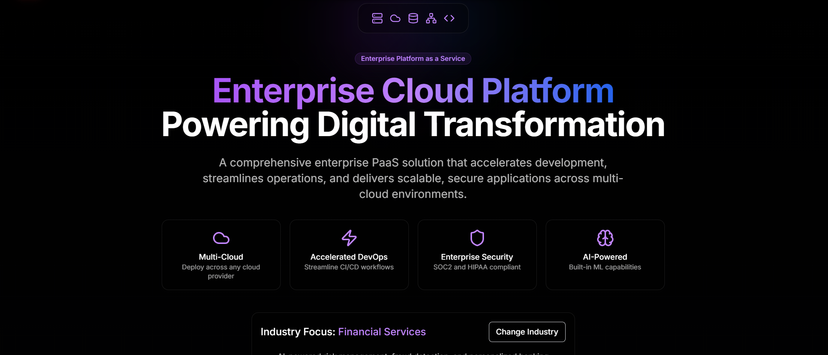 Enterprise Platform as a Service
Enterprise Cloud Platform
Powering Digital Transformation
A comprehensive enterprise PaaS solution that accelerates development,
streamlines operations, and delivers scalable, secure applications across multi-
cloud environments.
Multi-Cloud
Deploy across any cloud
provider
Accelerated DevOps
Streamline CI/CD workflows
Enterprise Security
SOC2 and HIPAA compliant
AI-Powered
Built-in ML capabilities
Industry Focus: Financial Services
Change Industry